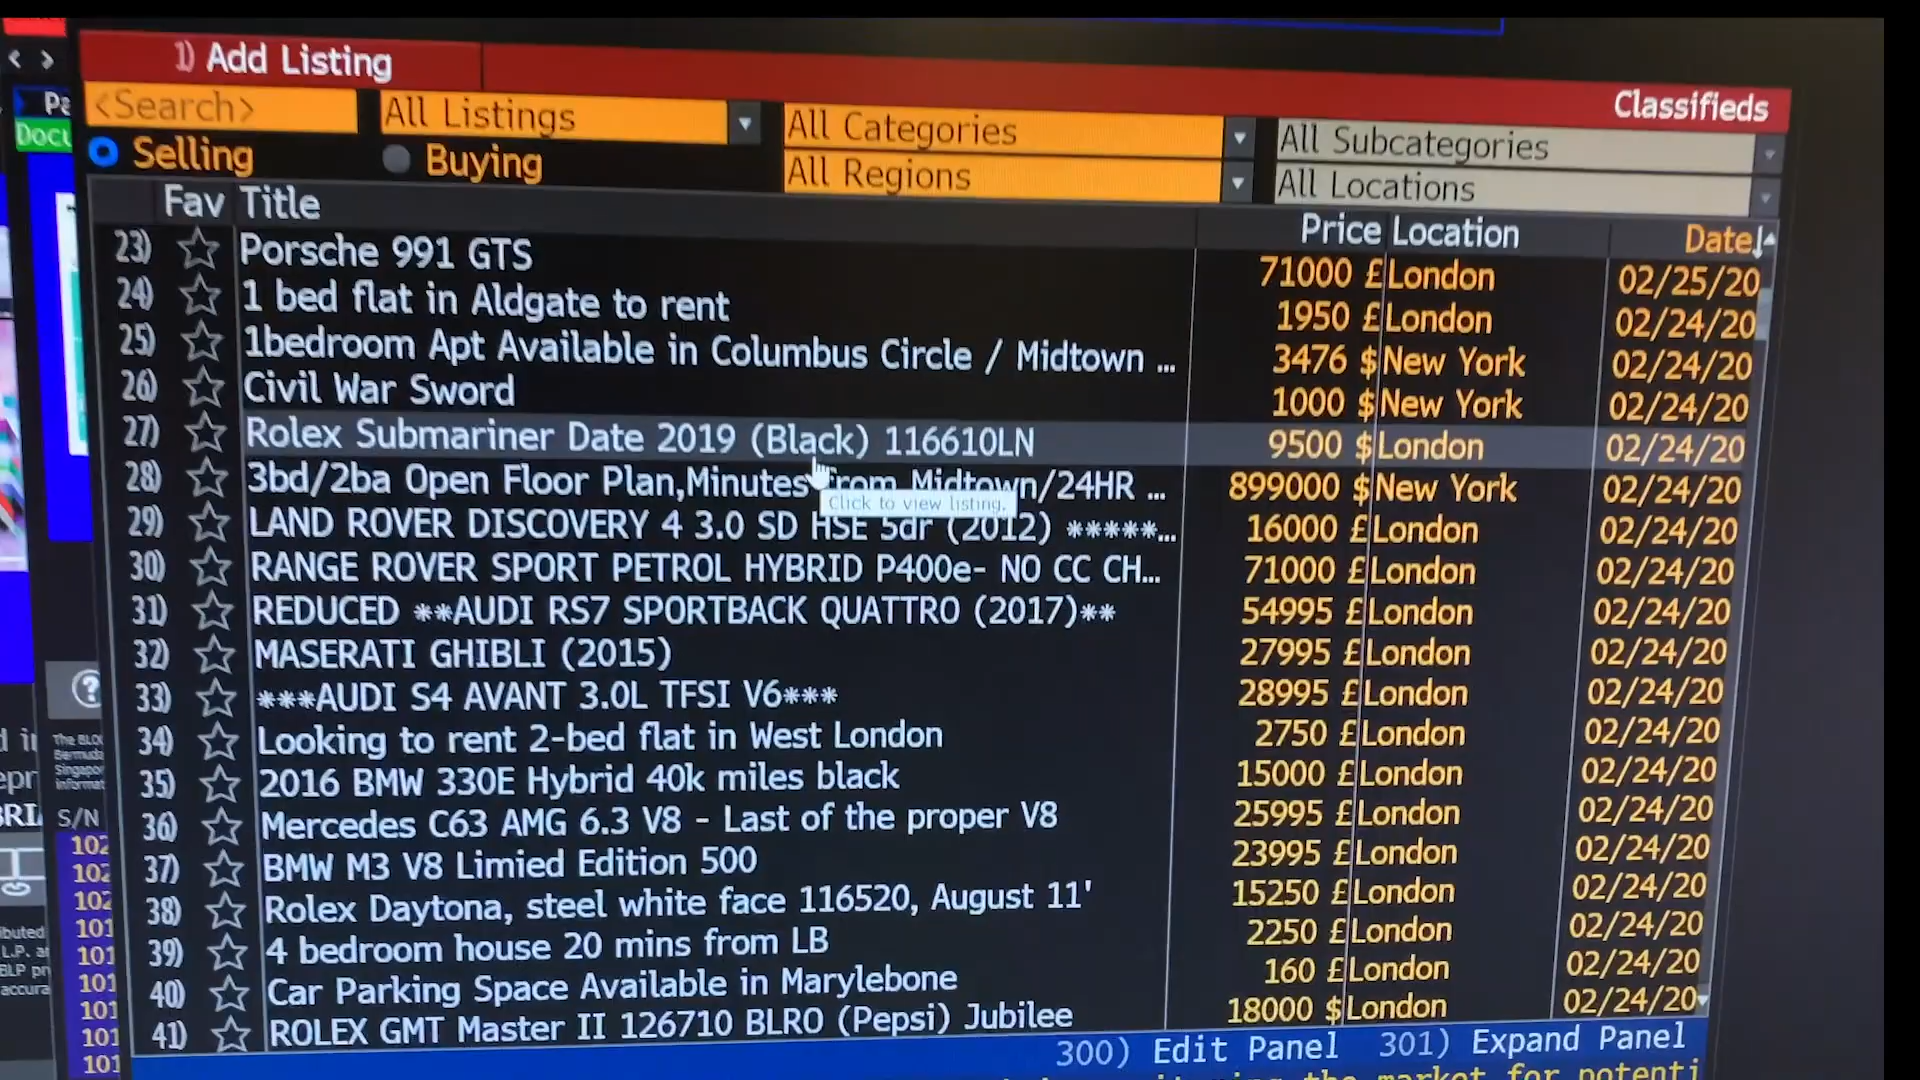 1) Add Listing
Classifieds
<Search> All Listings All Categories All Subcategories
Selling Buying All Regions All Locations
Fav Title Price Location Date
23) Porsche 991 GTS 71000 £ London 02/25/20
24) 1 bed flat in Aldgate to rent 1950 £ London 02/24/20
25) 1bedroom Apt Available in Columbus Circle / Midtown ... 3476 $ New York 02/24/20
26) Civil War Sword 1000 $ New York 02/24/20
27) Rolex Submariner Date 2019 (Black) 116610LN 9500 $ London 02/24/20
28) 3bd/2ba Open Floor Plan,Minutes From Midtown/24HR ... 899000 $ New York 02/24/20
Click to view listing.
29) LAND ROVER DISCOVERY 4 3.0 SD HSE 5dr (2012) *****... 16000 £ London 02/24/20
30) RANGE ROVER SPORT PETROL HYBRID P400e- NO CC CH... 71000 £ London 02/24/20
31) REDUCED **AUDI RS7 SPORTBACK QUATTRO (2017)** 54995 £ London 02/24/20
32) MASERATI GHIBLI (2015) 27995 £ London 02/24/20
33) ***AUDI S4 AVANT 3.0L TFSI V6*** 28995 £ London 02/24/20
34) Looking to rent 2-bed flat in West London 2750 £ London 02/24/20
35) 2016 BMW 330E Hybrid 40k miles black 15000 £ London 02/24/20
36) Mercedes C63 AMG 6.3 V8 - Last of the proper V8 25995 £ London 02/24/20
37) BMW M3 V8 Limied Edition 500 23995 £ London 02/24/20
38) Rolex Daytona, steel white face 116520, August 11' 15250 £ London 02/24/20
39) 4 bedroom house 20 mins from LB 2250 £ London 02/24/20
40) Car Parking Space Available in Marylebone 160 £ London 02/24/20
41) ROLEX GMT Master II 126710 BLRO (Pepsi) Jubilee 18000 $ London 02/24/20
300) Edit Panel 301) Expand Panel
the market for potenti
S/N
102
102
102
101
101
101
101
101
101